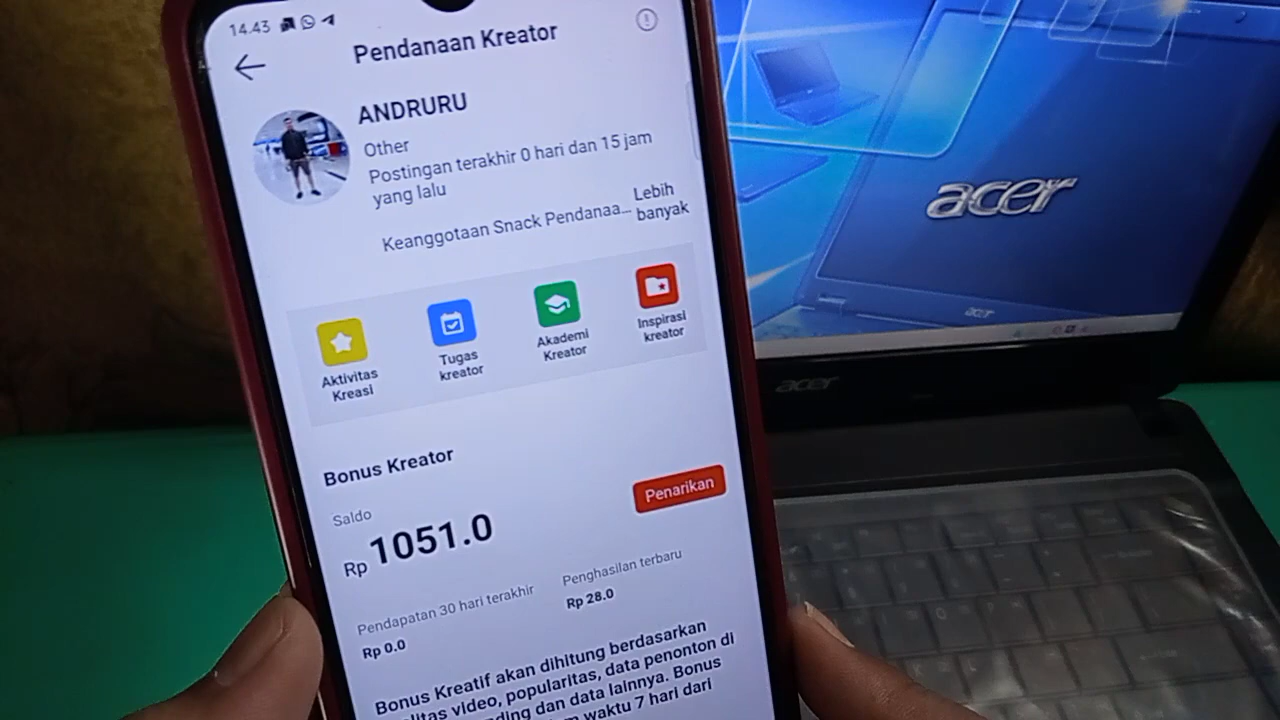 14.43
Pendanaan Kreator
ANDRURU
Other
Postingan terakhir 0 hari dan 15 jam
yang lalu
Keanggotaan Snack Pendanaa...
Lebih
banyak
Aktivitas
Kreasi
Tugas
kreator
Akademi
Kreator
Inspirasi
kreator
Bonus Kreator
Saldo
Rp 1051.0
Penarikan
Pendapatan 30 hari terakhir
Rp 0.0
Penghasilan terbaru
Rp 28.0
Bonus Kreatif akan dihitung berdasarkan
litas video, popularitas, data penonton di
ding dan data lainnya. Bonus
waktu 7 hari dari
acer
acer
acer